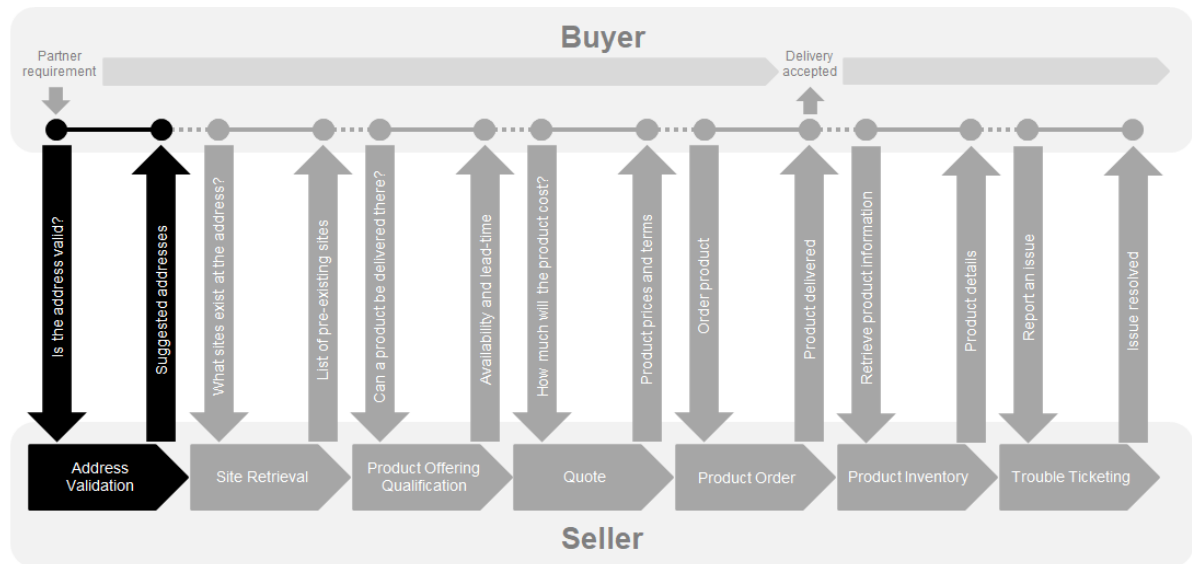 Buyer
Partner
requirement
Delivery
accepted
Is the address valid?
Suggested addresses
What sites exist at the address?
List of pre-existing sites
Can a product be delivered there?
Availability and lead-time
How much will the product cost?
Product prices and terms
Order product
Product delivered
Retrieve product information
Product details
Report an issue
Issue resolved
Address
Validation
Site Retrieval
Product Offering
Qualification
Quote
Product Order
Product Inventory
Trouble Ticketing
Seller